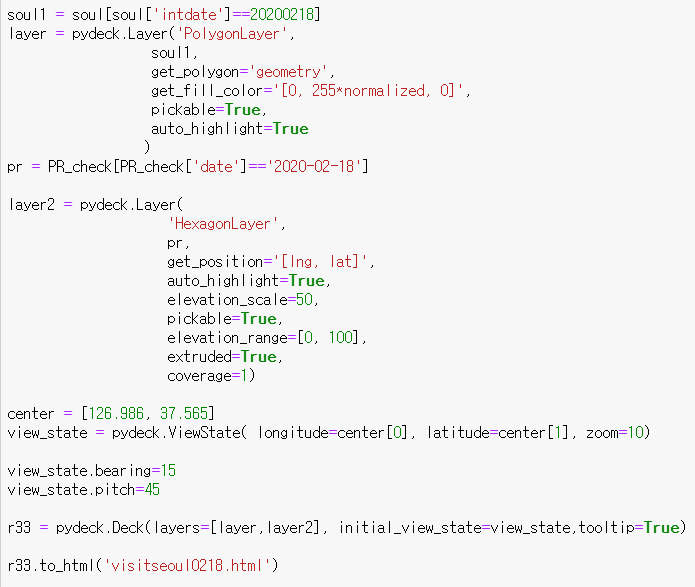 soul1 = soul[soul['intdate']==20200218]
layer = pydeck.Layer('PolygonLayer',
                     soul1,
                     get_polygon='geometry',
                     get_fill_color='[0, 255*normalized, 0]',
                     pickable=True,
                     auto_highlight=True
                    )
pr = PR_check[PR_check['date']=='2020-02-18']

layer2 = pydeck.Layer(
                       'HexagonLayer',
                       pr,
                       get_position='[lng, lat]',
                       auto_highlight=True,
                       elevation_scale=50,
                       pickable=True,
                       elevation_range=[0, 100],
                       extruded=True,
                       coverage=1)

center = [126.986, 37.565]
view_state = pydeck.ViewState( longitude=center[0], latitude=center[1], zoom=10)

view_state.bearing=15
view_state.pitch=45

r33 = pydeck.Deck(layers=[layer,layer2], initial_view_state=view_state,tooltip=True)

r33.to_html('visitseoul0218.html')